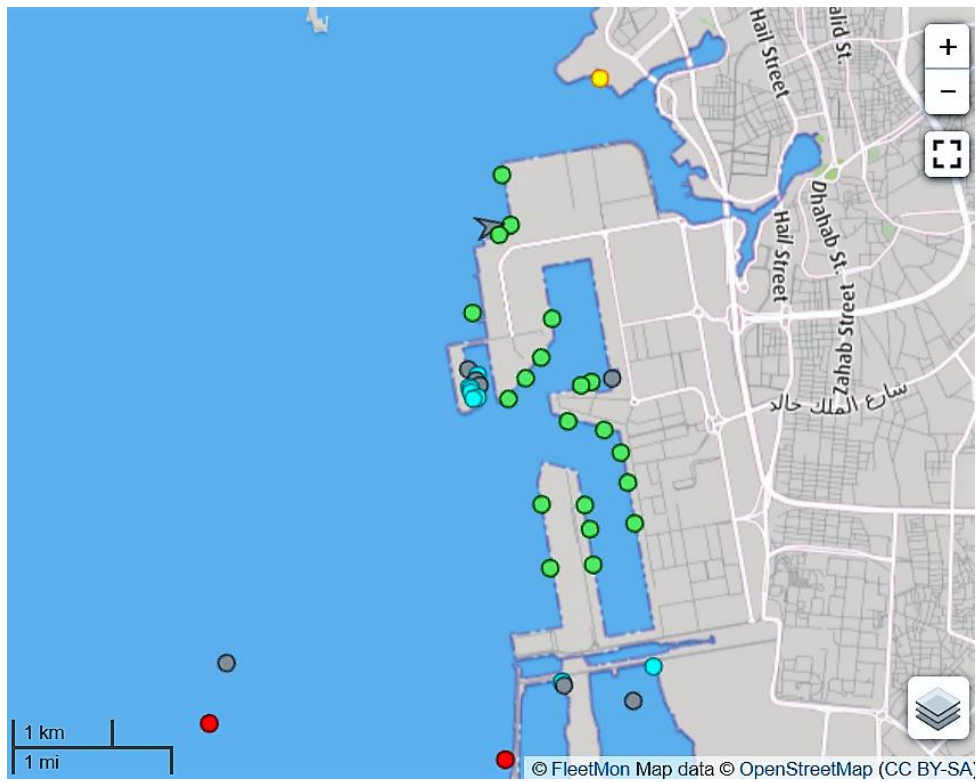 Hail Street
alid St.
+
−
Dhahab St.
Hail Street
Zahab Street
شارع الملك خالد
1 km
1 mi
© FleetMon Map data © OpenStreetMap (CC BY-SA)